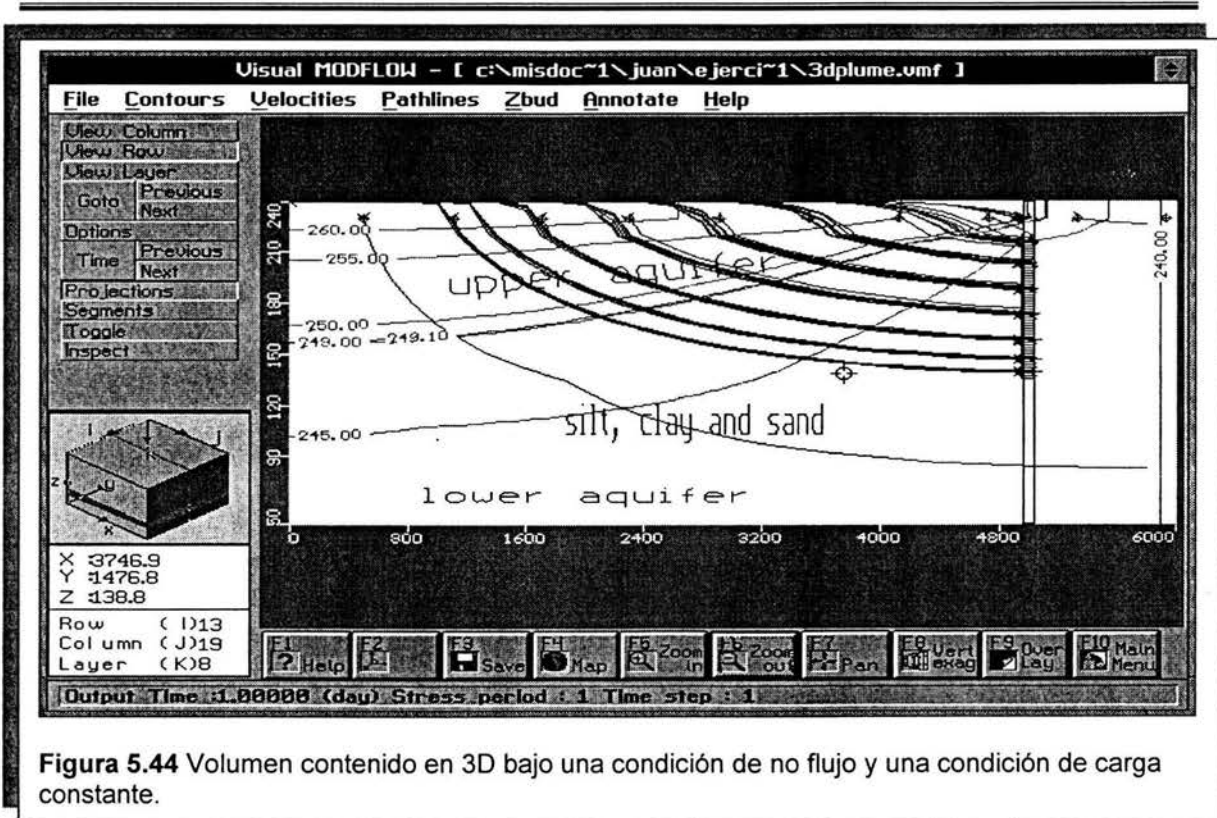 Visual MODFLOW - [ c:\misdoc~1\juan\ejerci~1\3dplume.vmf ]
File Contours Velocities Pathlines Zbud Annotate Help
View Column
View Row
View Layer
Goto Previous
Next
Options
Time Previous
Next
Projections
Segments
Toggle
Inspect
240
210
180
150
120
90
50
260.00
255.00
upper aquifer
250.00
249.00 =249.10
245.00
silt, clay and sand
lower aquifer
240.00
0 800 1600 2400 3200 4000 4800 6000
z y x
I J
X :3746.9
Y :1476.8
Z :138.8
Row ( I)13
Column (J)19
Layer (K)8
F1 ? Help
F2
F3 Save
F4 Map
F5 Zoom in
F6 Zoom out
F7 Pan
F8 Vert exag
F9 Over Lay
F10 Main Menu
Output Time :1.00000 (day) Stress period : 1 Time step : 1
Figura 5.44 Volumen contenido en 3D bajo una condición de no flujo y una condición de carga
constante.